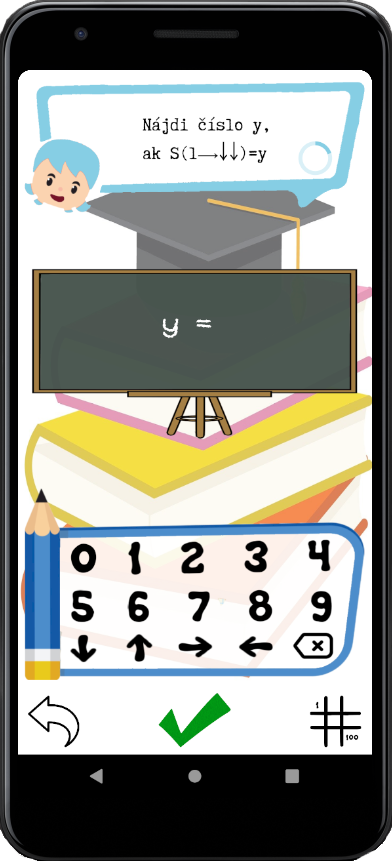 Nájdi číslo y,
ak S(1→↓↓)=y
y =
0 1 2 3 4
5 6 7 8 9
↓ ↑ → ←
1
100